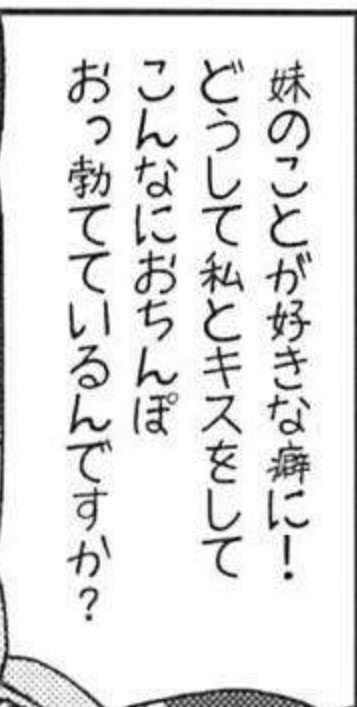 妹のことが好きな癖に！
どうして私とキスをして
こんなにおちんぽ
おっ勃てているんですか？